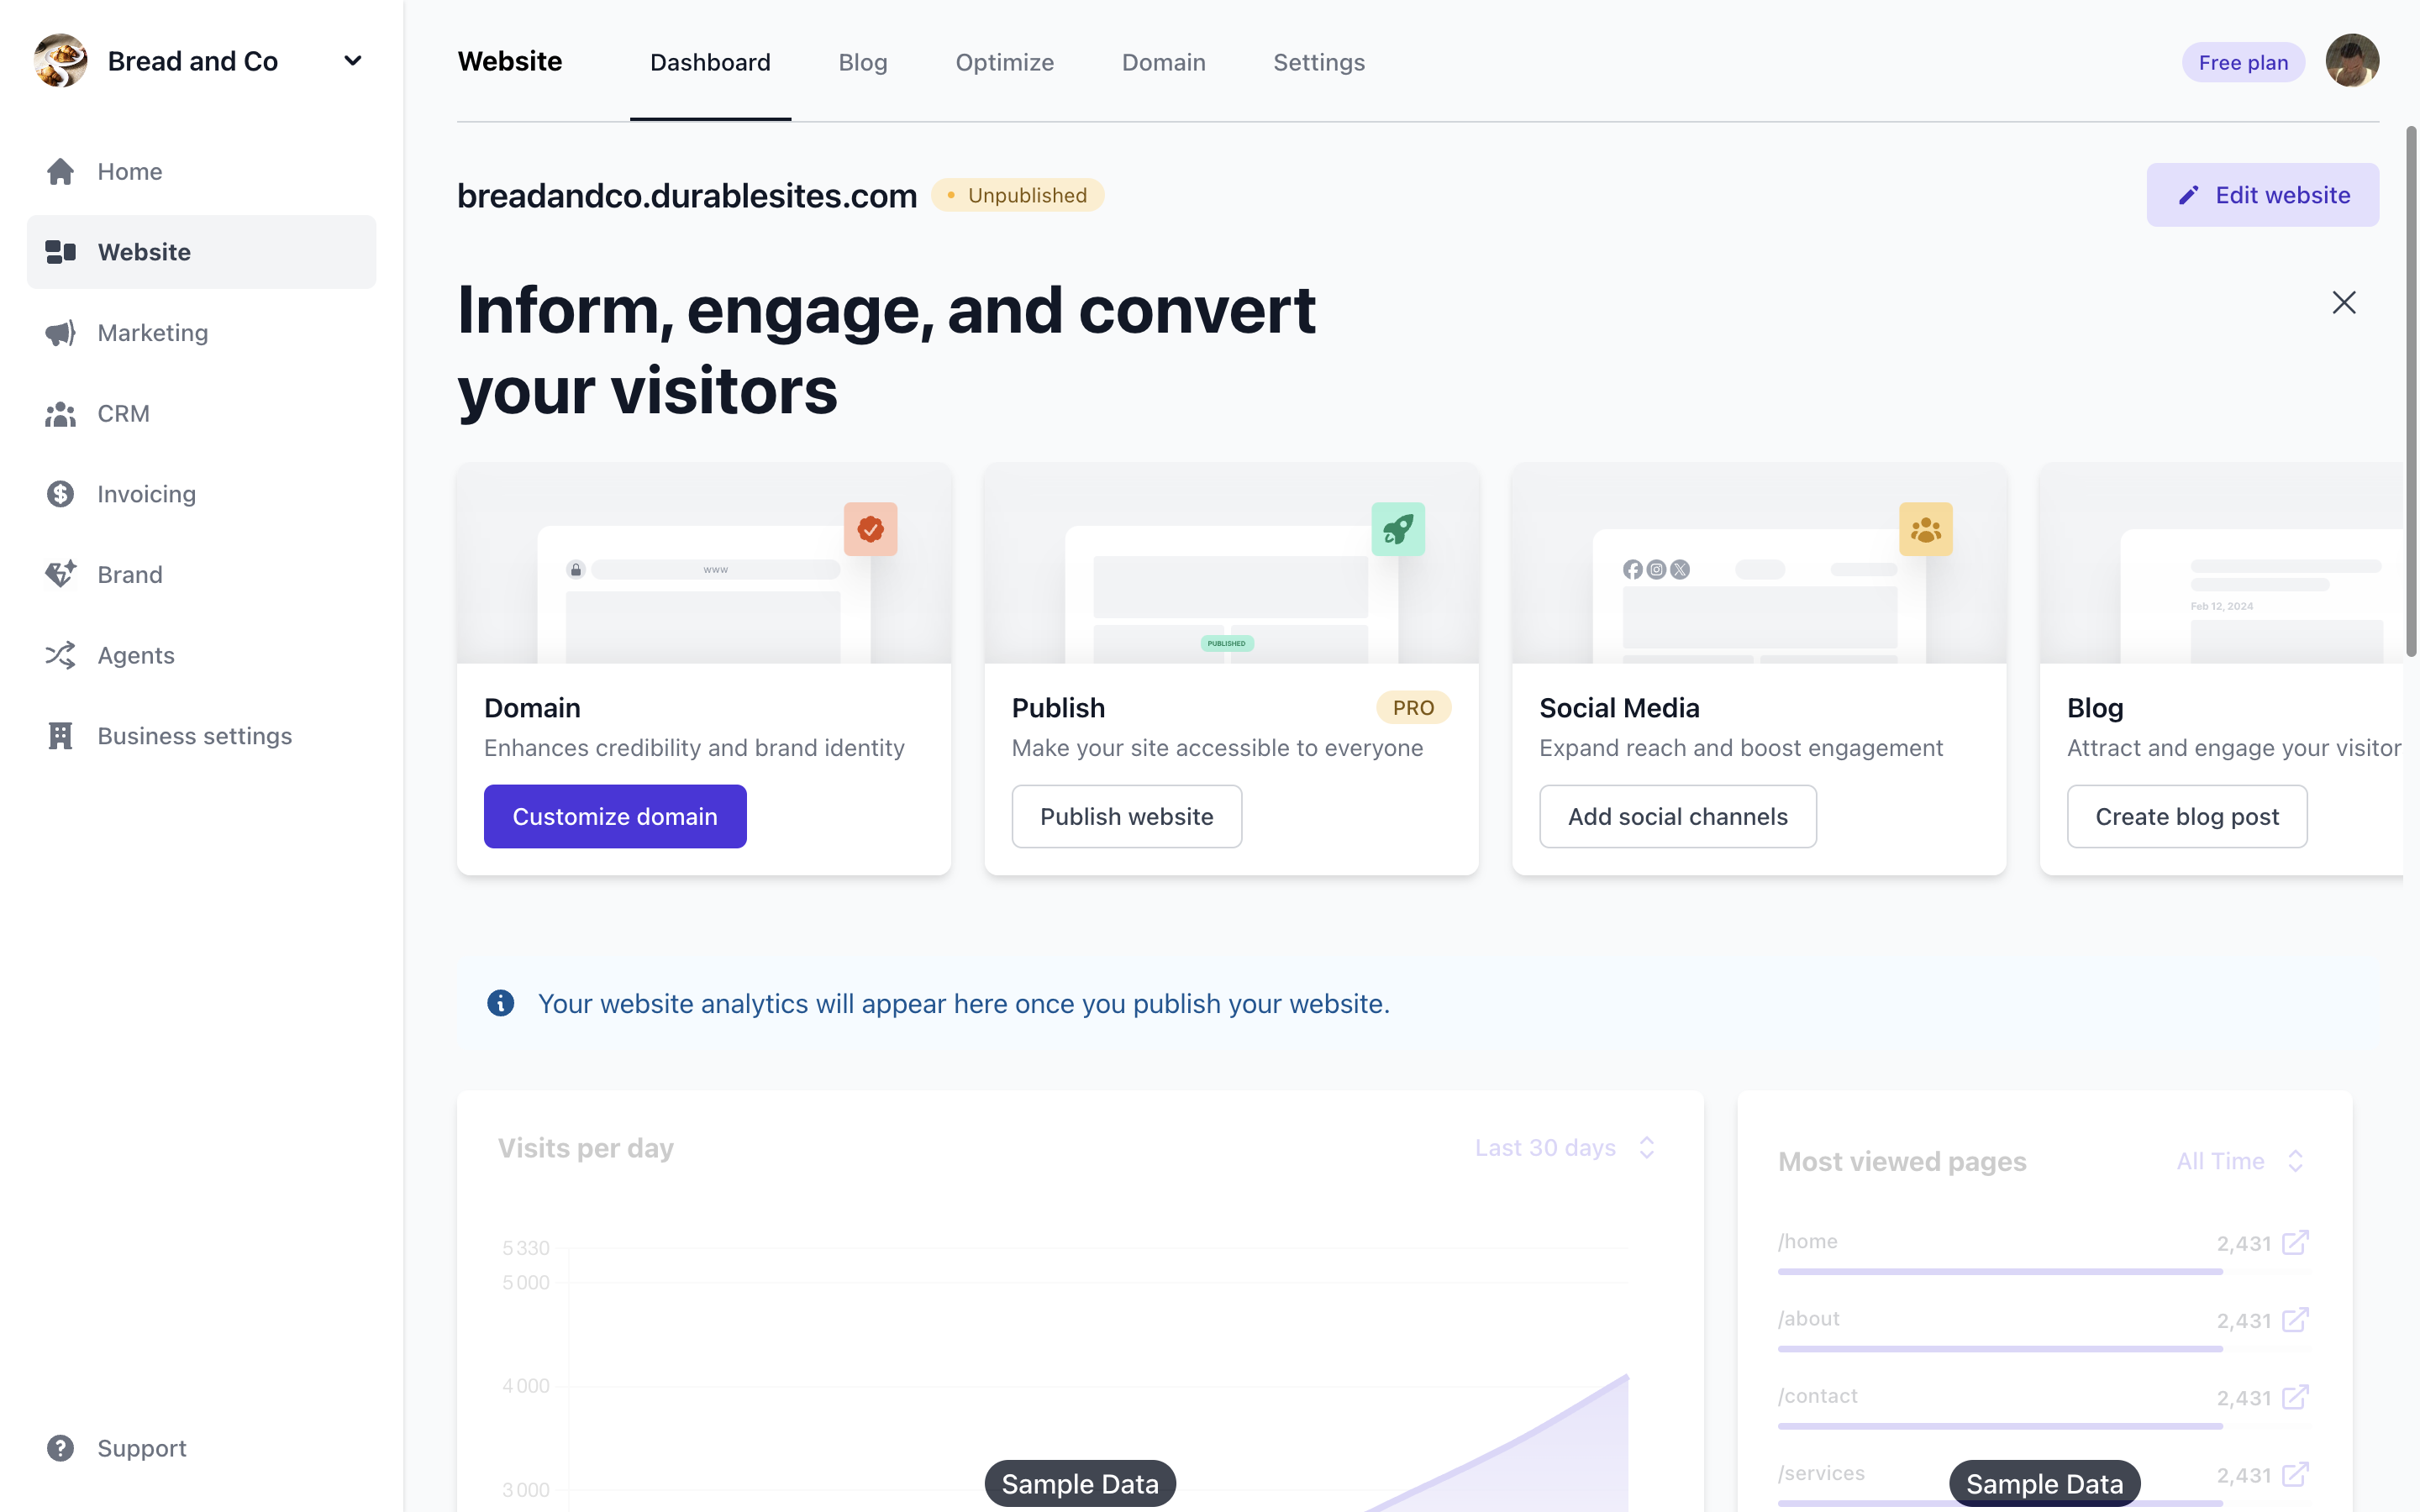 Bread and Co
Home
Website
Marketing
CRM
Invoicing
Brand
Agents
Business settings
Support
Website
Dashboard
Blog
Optimize
Domain
Settings
Free plan
breadandco.durablesites.com
Unpublished
Edit website
Inform, engage, and convert
your visitors
www
Domain
Enhances credibility and brand identity
Customize domain
PUBLISHED
Publish
PRO
Make your site accessible to everyone
Publish website
Social Media
Expand reach and boost engagement
Add social channels
Feb 12, 2024
Blog
Attract and engage your visitor
Create blog post
Your website analytics will appear here once you publish your website.
Visits per day
Last 30 days
5 330
5 000
4 000
3 000
Sample Data
Most viewed pages
All Time
/home 2,431
/about 2,431
/contact 2,431
/services 2,431
Sample Data